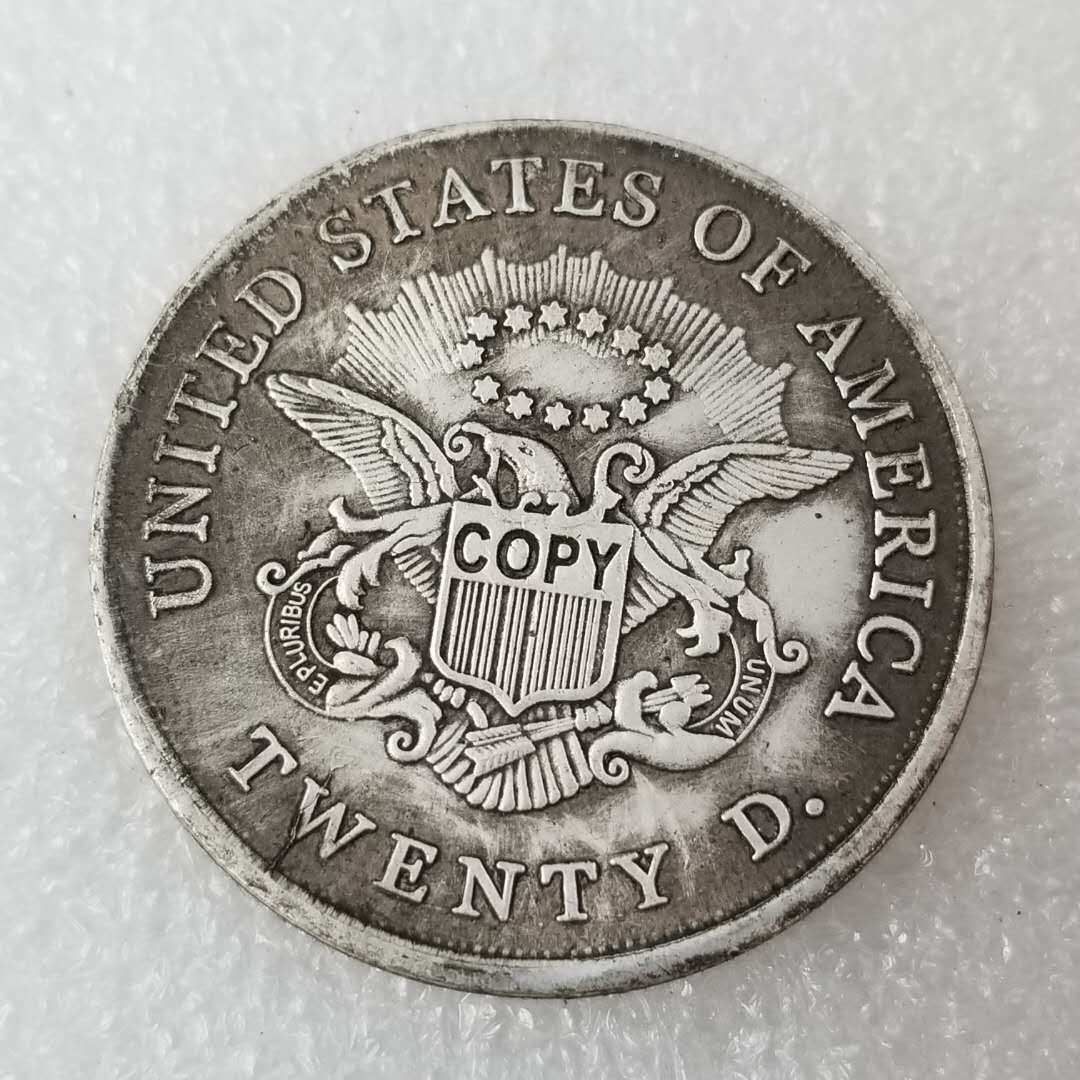 UNITED STATES OF AMERICA
COPY
E PLURIBUS
UNUM
TWENTY D.